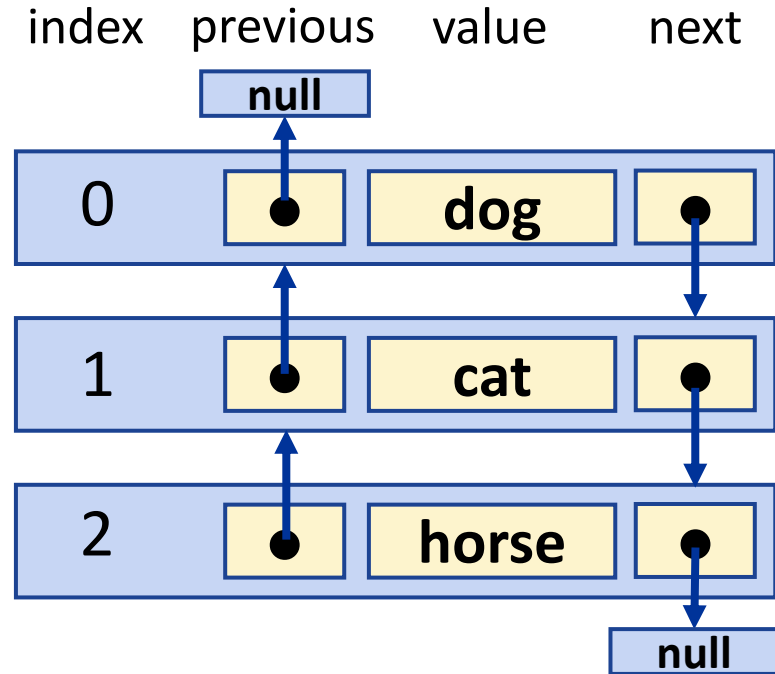 index previous value next
null
0 dog
1 cat
2 horse
null